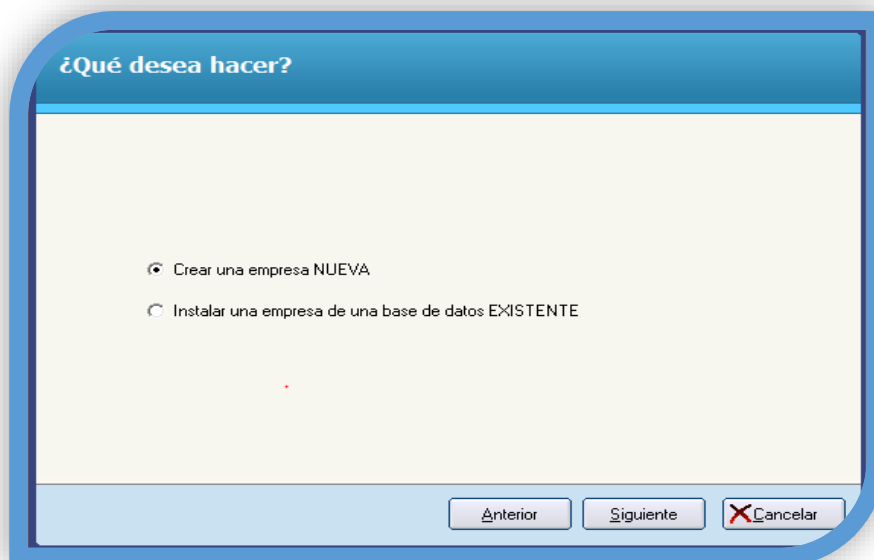 ¿Qué desea hacer?
Crear una empresa NUEVA
Instalar una empresa de una base de datos EXISTENTE
Anterior Siguiente Cancelar